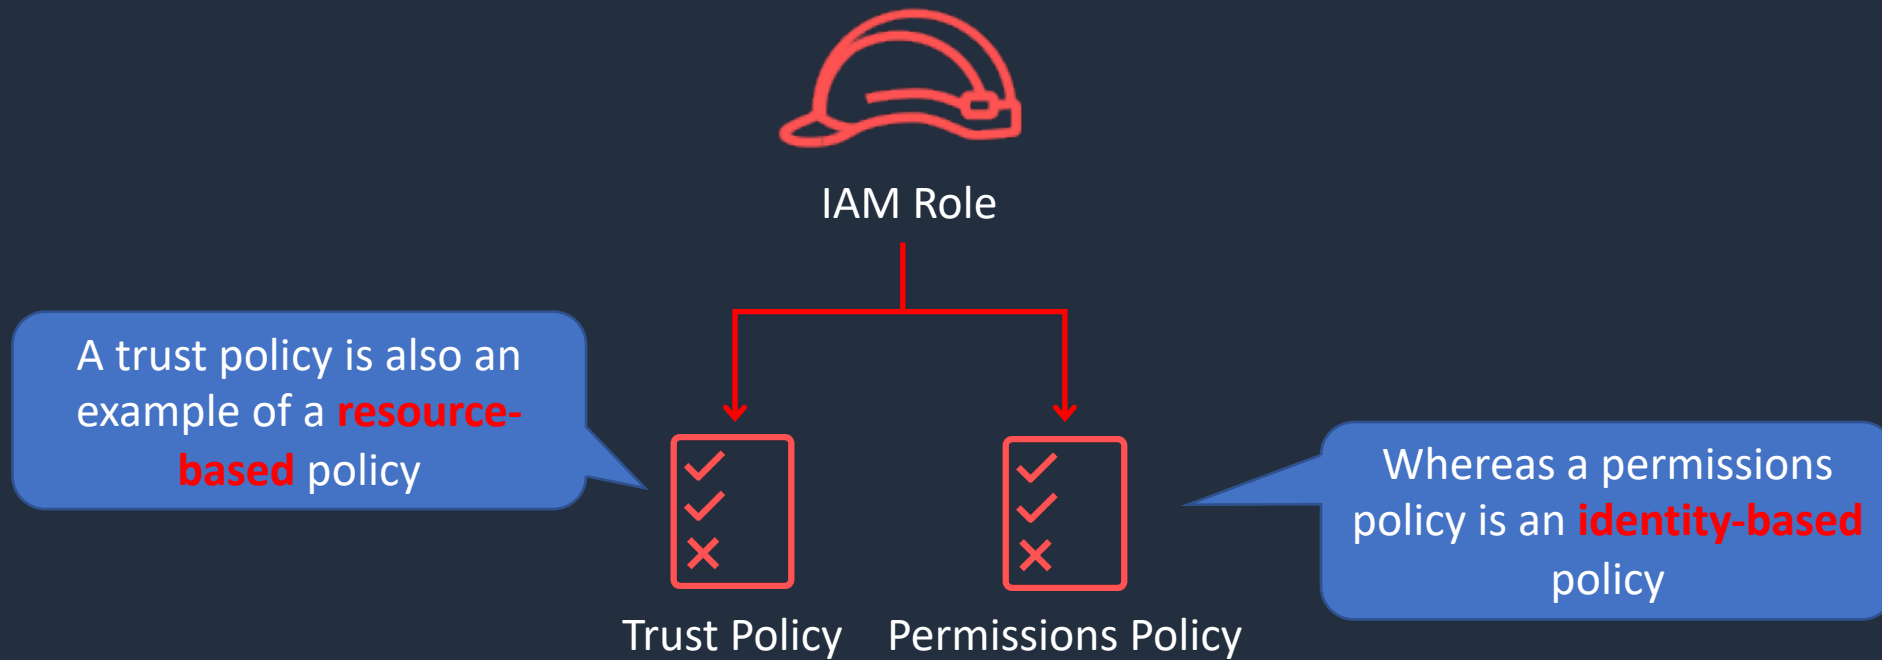 IAM Role
A trust policy is also an
example of a resource-
based policy
Whereas a permissions
policy is an identity-based
policy
Trust Policy
Permissions Policy